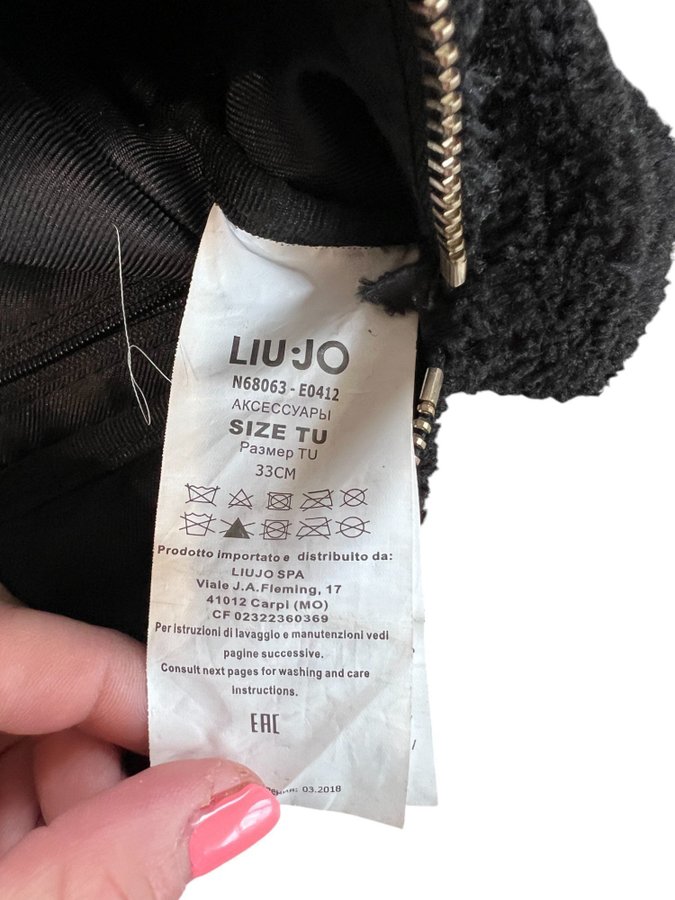 LIU·JO
N68063 - E0412
АКСЕССУАРЫ
SIZE TU
Размер TU
33CM
Prodotto importato e distribuito da:
LIUJO SPA
Viale J.A.Fleming, 17
41012 Carpi (MO)
CF 02322360369
Per istruzioni di lavaggio e manutenzioni vedi
pagine successive.
Consult next pages for washing and care
instructions.
EAC
03.2018